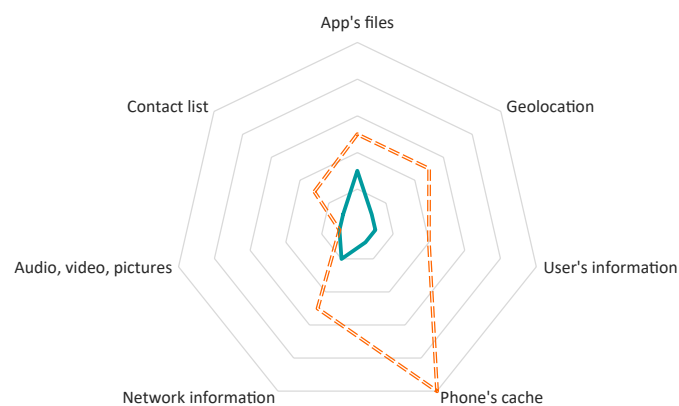 App's files
Contact list
Geolocation
Audio, video, pictures
User's information
Network information
Phone's cache